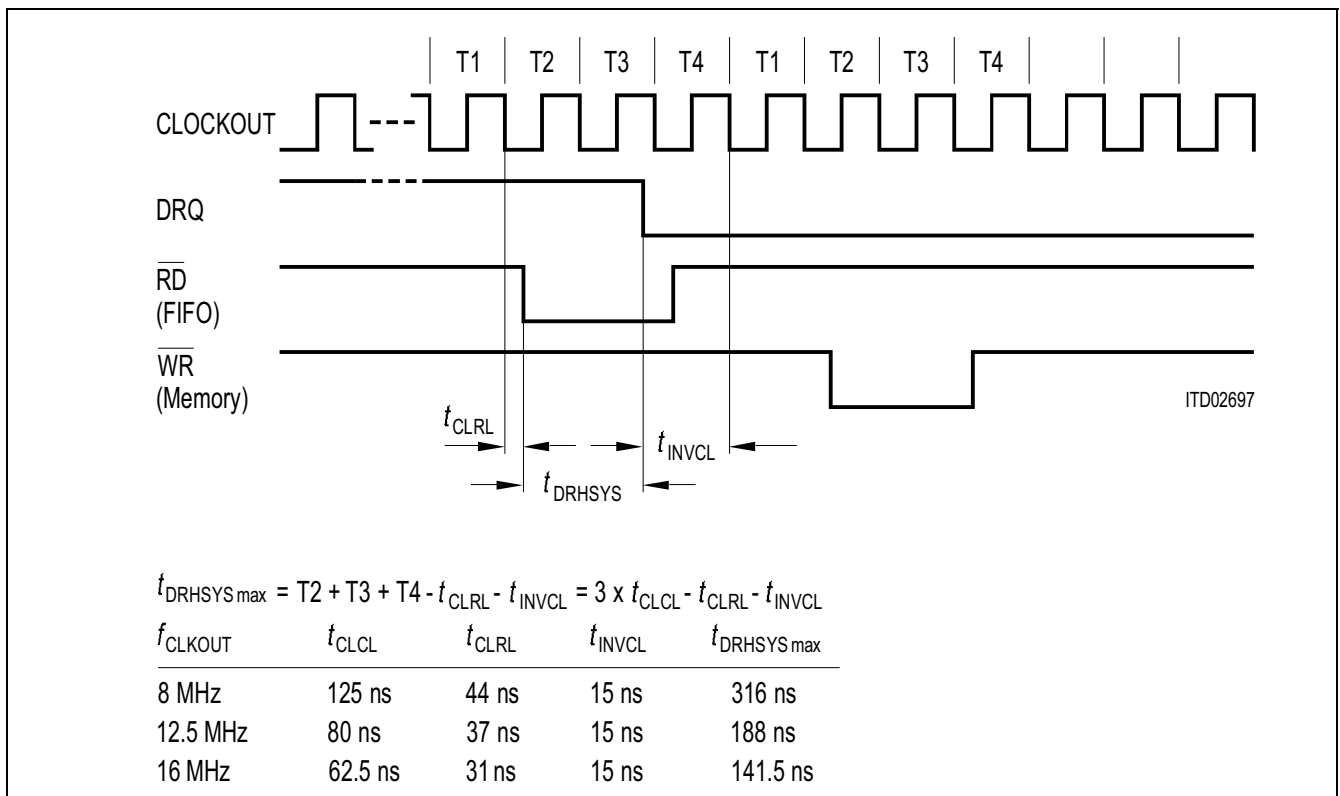 T1 T2 T3 T4 T1 T2 T3 T4
CLOCKOUT
DRQ
RD
(FIFO)
WR
(Memory)
ITD02697
tCLRL
tINVCL
tDRHSYS
tDRHSYS max = T2 + T3 + T4 - tCLRL - tINVCL = 3 x tCLCL - tCLRL - tINVCL
fCLKOUT tCLCL tCLRL tINVCL tDRHSYS max
8 MHz 125 ns 44 ns 15 ns 316 ns
12.5 MHz 80 ns 37 ns 15 ns 188 ns
16 MHz 62.5 ns 31 ns 15 ns 141.5 ns